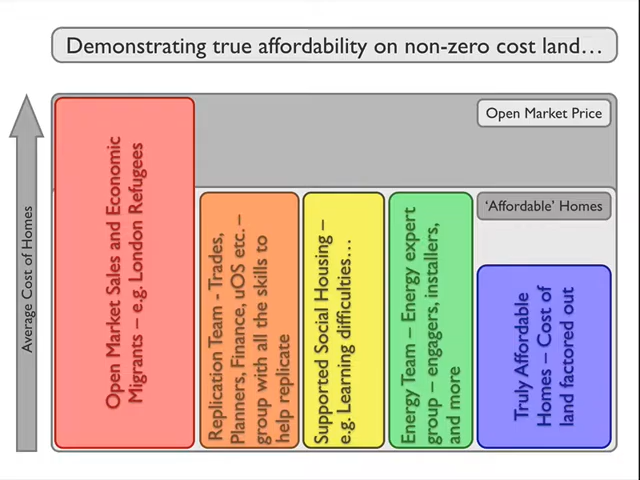 Demonstrating true affordability on non-zero cost land...
Open Market Price
'Affordable' Homes
Average Cost of Homes
Open Market Sales and Economic
Migrants – e.g. London Refugees
Replication Team - Trades,
Planners, Finance, uOS etc. –
group with all the skills to
help replicate
Supported Social Housing –
e.g. Learning difficulties...
Energy Team – Energy expert
group – engagers, installers,
and more
Truly Affordable
Homes – Cost of
land factored out